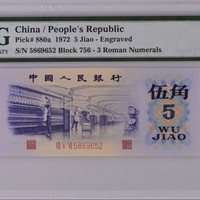 G
China / People's Republic
Pick# 880a 1972 5 Jiao - Engraved
S/N 5869652 Block 756 - 3 Roman Numerals
中国人民银行
伍角
5
WU
JIAO
5869652